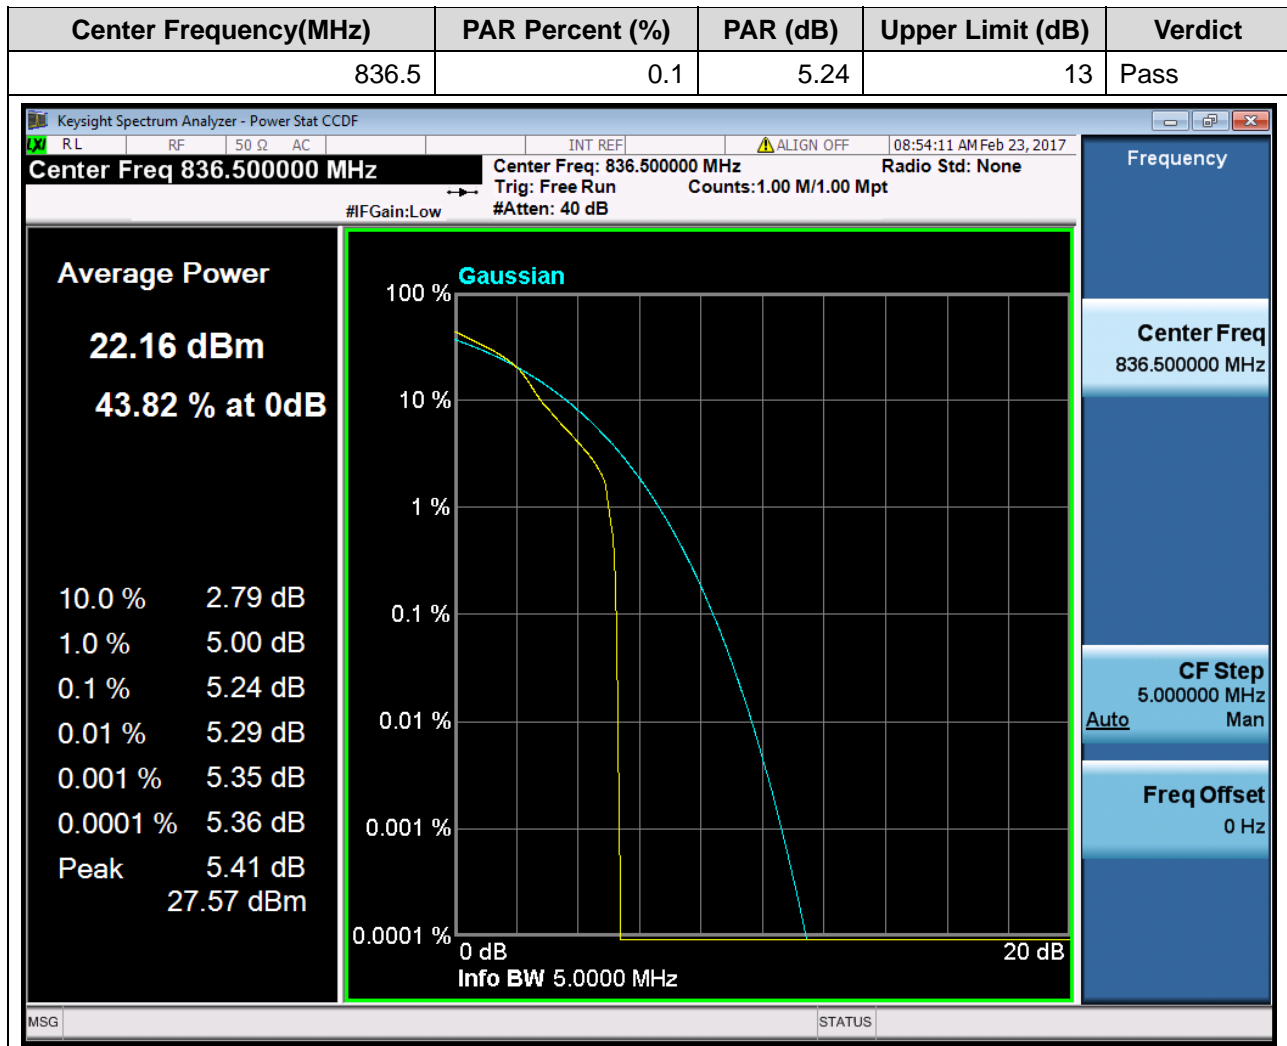 Center Frequency(MHz) PAR Percent (%) PAR (dB) Upper Limit (dB) Verdict
836.5 0.1 5.24 13 Pass
Keysight Spectrum Analyzer - Power Stat CCDF
LXI RL RF 50 Ω AC INT REF ALIGN OFF 08:54:11 AM Feb 23, 2017
Center Freq 836.500000 MHz
Center Freq: 836.500000 MHz Radio Std: None
Trig: Free Run Counts:1.00 M/1.00 Mpt
#IFGain:Low #Atten: 40 dB
Average Power
22.16 dBm
43.82 % at 0dB
10.0 % 2.79 dB
1.0 % 5.00 dB
0.1 % 5.24 dB
0.01 % 5.29 dB
0.001 % 5.35 dB
0.0001 % 5.36 dB
Peak 5.41 dB
27.57 dBm
Gaussian
100 %
10 %
1 %
0.1 %
0.01 %
0.001 %
0.0001 %
0 dB 20 dB
Info BW 5.0000 MHz
Frequency
Center Freq
836.500000 MHz
CF Step
5.000000 MHz
Auto Man
Freq Offset
0 Hz
MSG STATUS